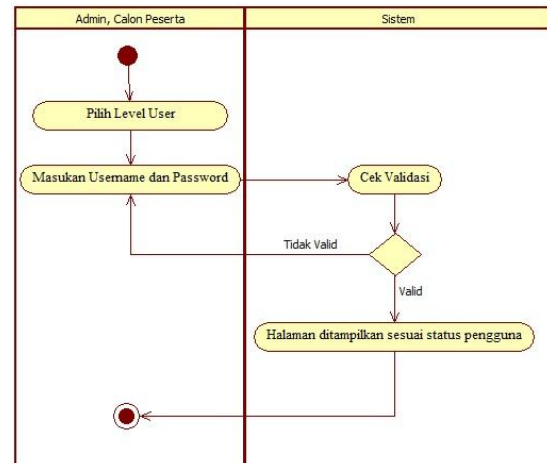 Admin, Calon Peserta
Sistem
Pilih Level User
Masukan Username dan Password
Cek Validasi
Tidak Valid
Valid
Halaman ditampilkan sesuai status pengguna